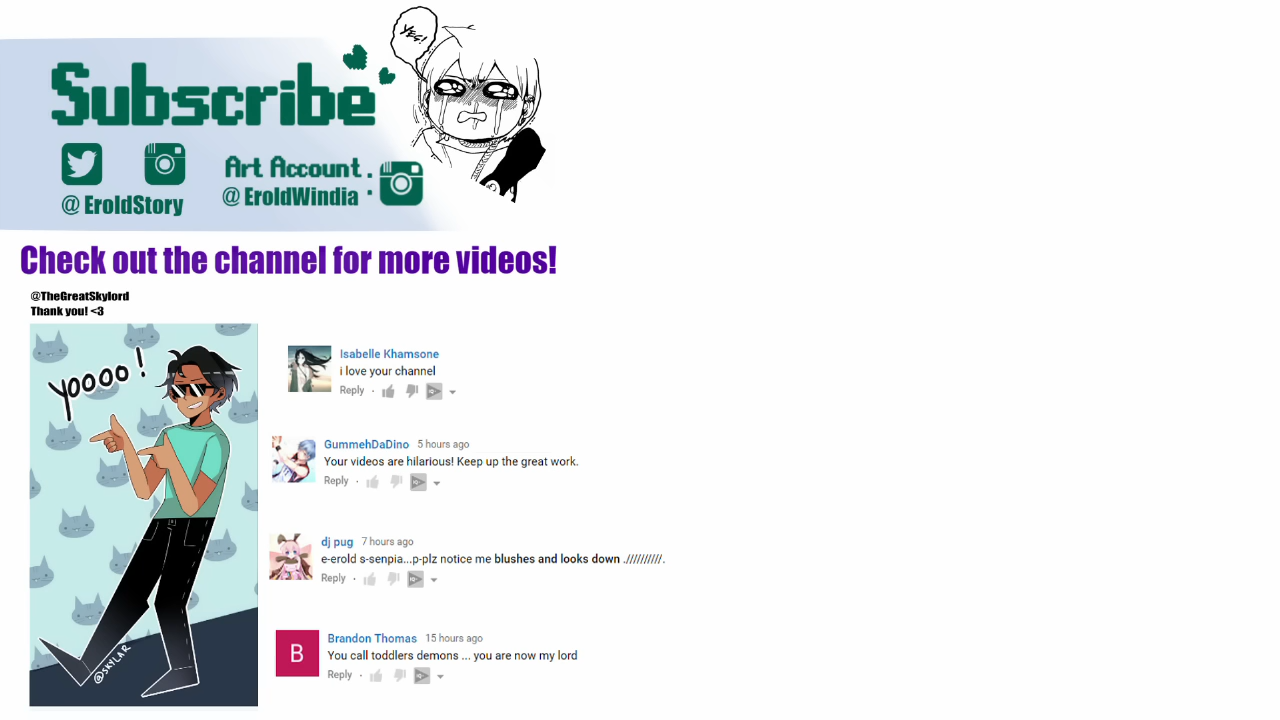 YES!
Subscribe
@ EroldStory
Art Account :
@ EroldWindia
Check out the channel for more videos!
@TheGreatSkylord
Thank you! <3
YOOOO!
@SKYLAR
Isabelle Khamsone
i love your channel
Reply ·
GummehDaDino 5 hours ago
Your videos are hilarious! Keep up the great work.
Reply ·
dj pug 7 hours ago
e-erold s-senpia...p-plz notice me blushes and looks down .//////////.
Reply ·
B
Brandon Thomas 15 hours ago
You call toddlers demons ... you are now my lord
Reply ·